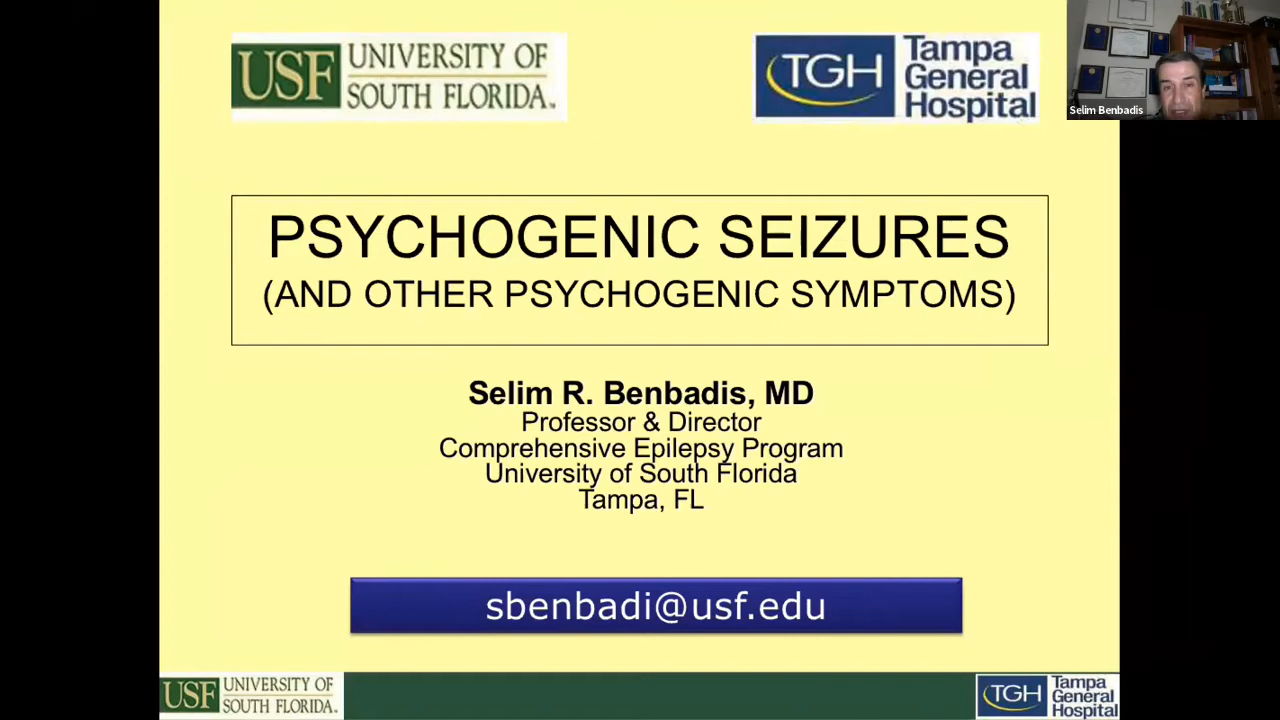 USF UNIVERSITY OF
SOUTH FLORIDA.
TGH Tampa
General
Hospital
Selim Benbadis
PSYCHOGENIC SEIZURES
(AND OTHER PSYCHOGENIC SYMPTOMS)
Selim R. Benbadis, MD
Professor & Director
Comprehensive Epilepsy Program
University of South Florida
Tampa, FL
sbenbadi@usf.edu
USF UNIVERSITY OF
SOUTH FLORIDA.
TGH Tampa
General
Hospital